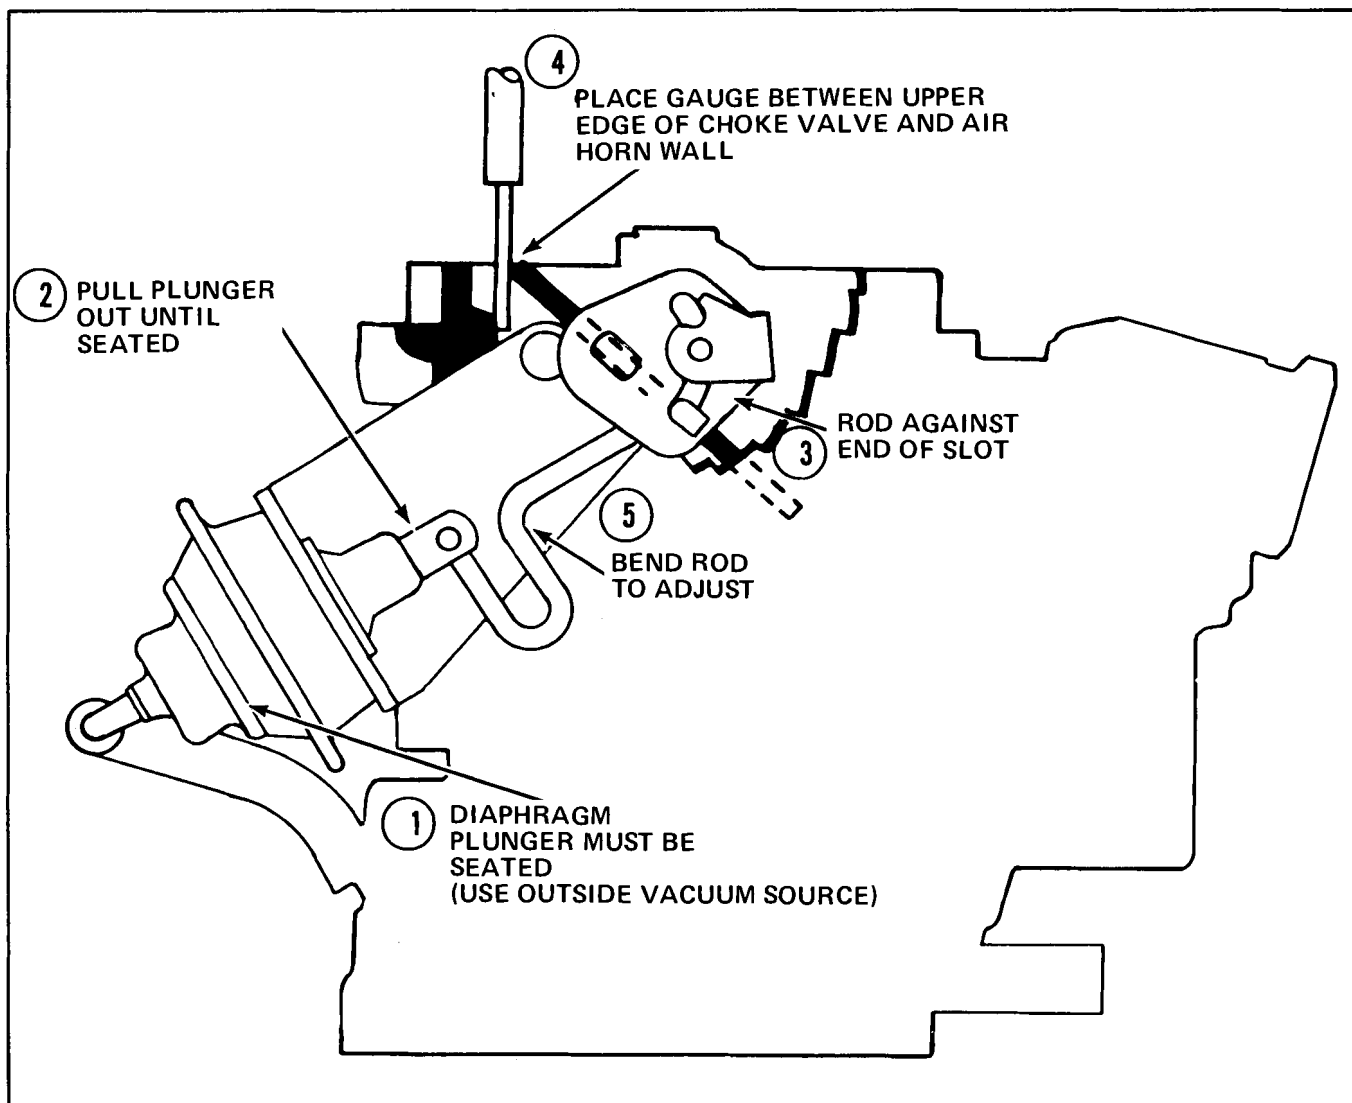 4
PLACE GAUGE BETWEEN UPPER
EDGE OF CHOKE VALVE AND AIR
HORN WALL
2
PULL PLUNGER
OUT UNTIL
SEATED
3
ROD AGAINST
END OF SLOT
5
BEND ROD
TO ADJUST
1
DIAPHRAGM
PLUNGER MUST BE
SEATED
(USE OUTSIDE VACUUM SOURCE)